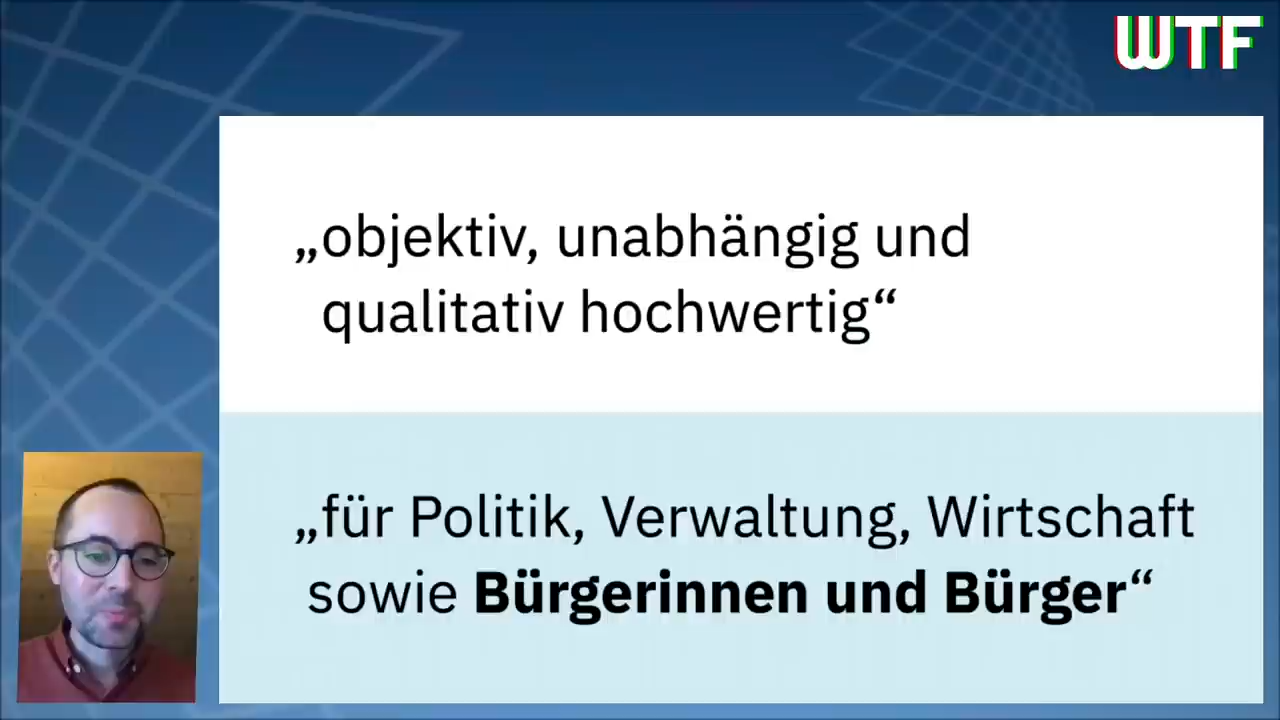 WTF
„objektiv, unabhängig und
qualitativ hochwertig“
„für Politik, Verwaltung, Wirtschaft
sowie Bürgerinnen und Bürger“